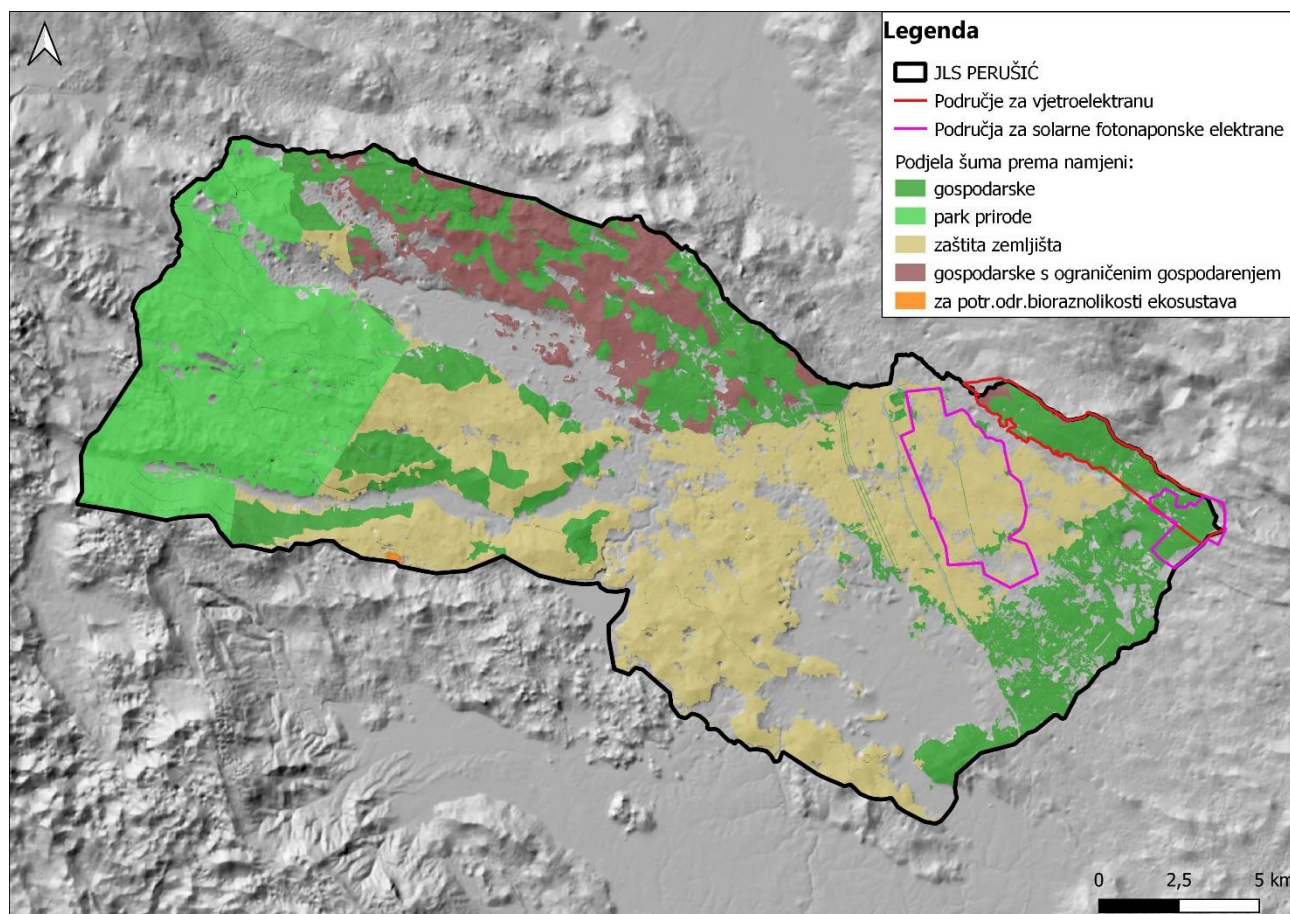 Legenda
JLS PERUŠIĆ
Područje za vjetroelektranu
Područja za solarne fotonaponske elektrane
Podjela šuma prema namjeni:
gospodarske
park prirode
zaštita zemljišta
gospodarske s ograničenim gospodarenjem
za potr.odr.bioraznolikosti ekosustava
0 2,5 5 km